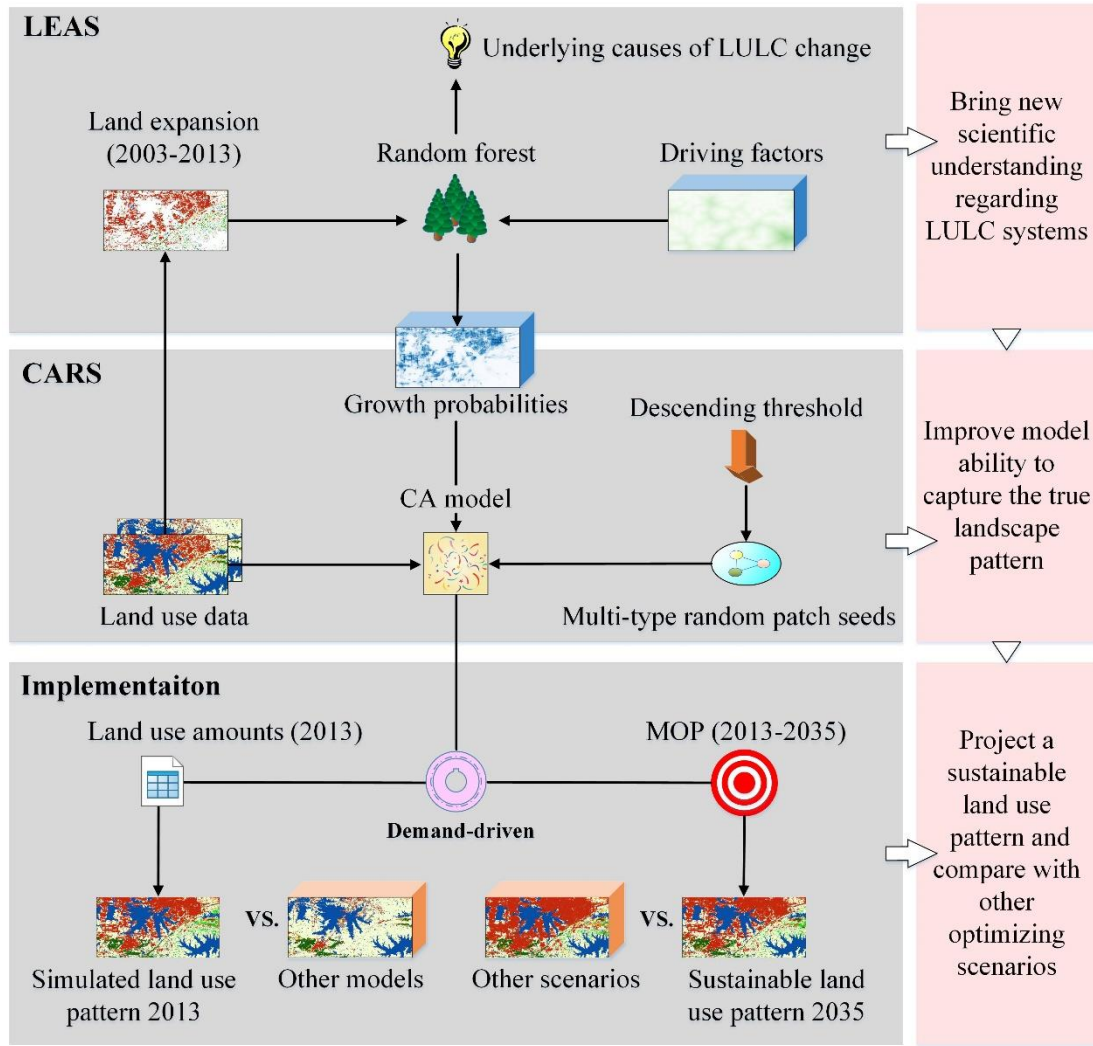 LEAS
Underlying causes of LULC change
Land expansion
(2003-2013)
Random forest
Driving factors
Bring new
scientific
understanding
regarding
LULC systems
CARS
Growth probabilities
Descending threshold
CA model
Land use data
Multi-type random patch seeds
Improve model
ability to
capture the true
landscape
pattern
Implementaiton
Land use amounts (2013)
MOP (2013-2035)
Demand-driven
VS.
VS.
Simulated land use
pattern 2013
Other models
Other scenarios
Sustainable land
use pattern 2035
Project a
sustainable
land use
pattern and
compare with
other
optimizing
scenarios